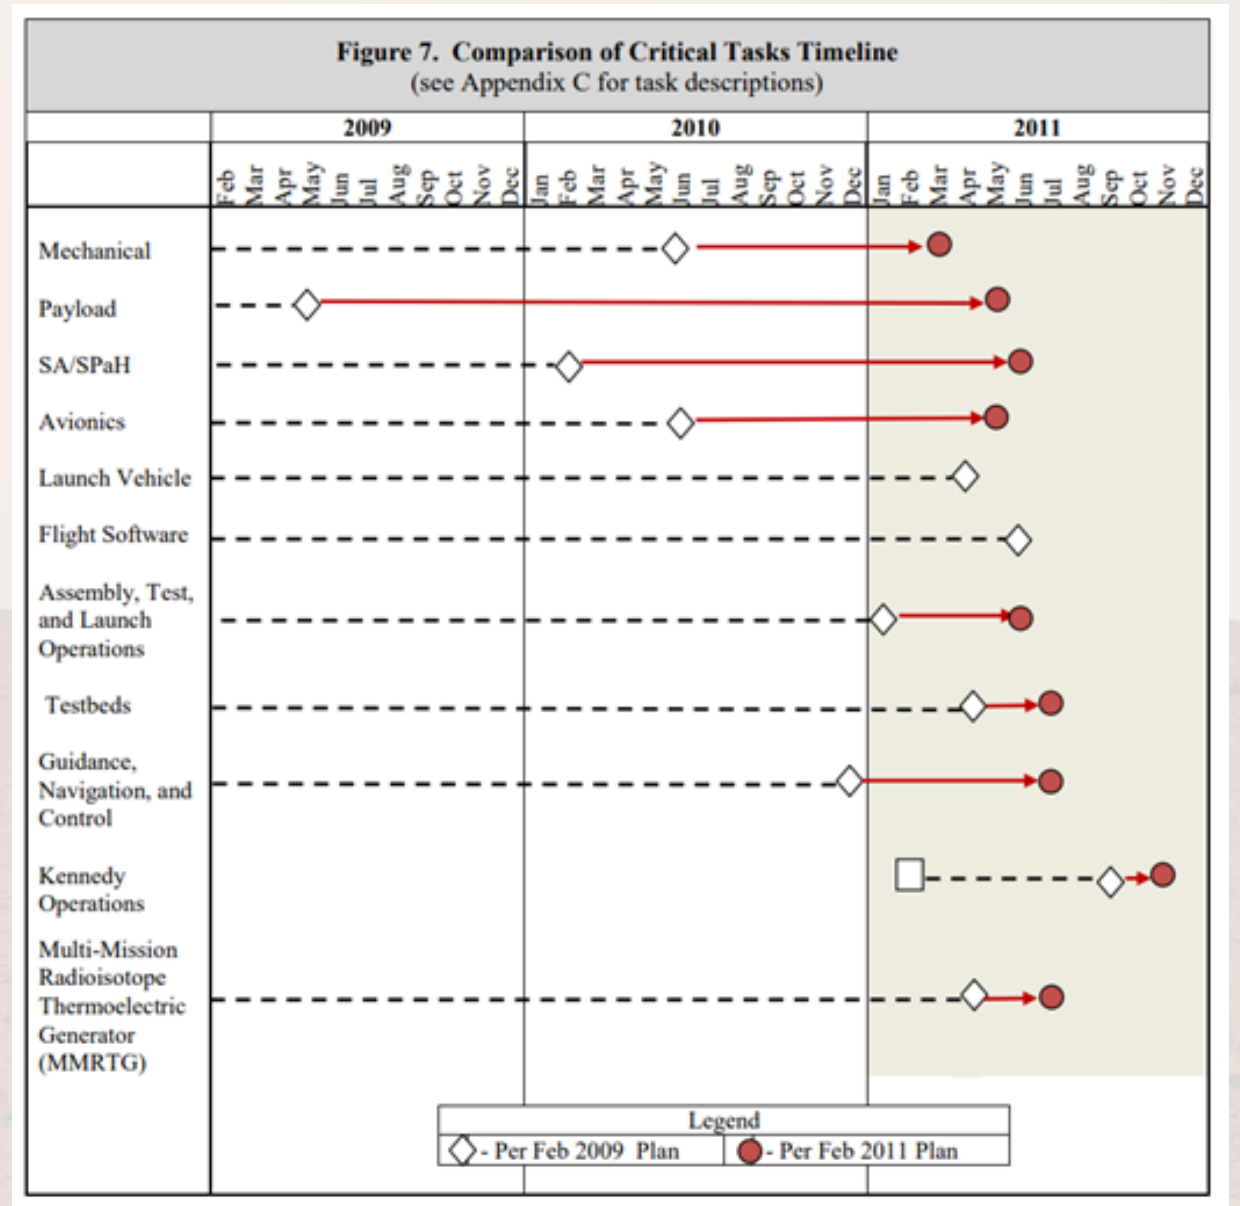 Figure 7. Comparison of Critical Tasks Timeline
(see Appendix C for task descriptions)
2009 2010 2011
Feb Mar Apr May Jun Jul Aug Sep Oct Nov Dec Jan Feb Mar Apr May Jun Jul Aug Sep Oct Nov Dec Jan Feb Mar Apr May Jun Jul Aug Sep Oct Nov Dec
Mechanical
Payload
SA/SPaH
Avionics
Launch Vehicle
Flight Software
Assembly, Test,
and Launch
Operations
Testbeds
Guidance,
Navigation, and
Control
Kennedy
Operations
Multi-Mission
Radioisotope
Thermoelectric
Generator
(MMRTG)
Legend
- Per Feb 2009 Plan - Per Feb 2011 Plan